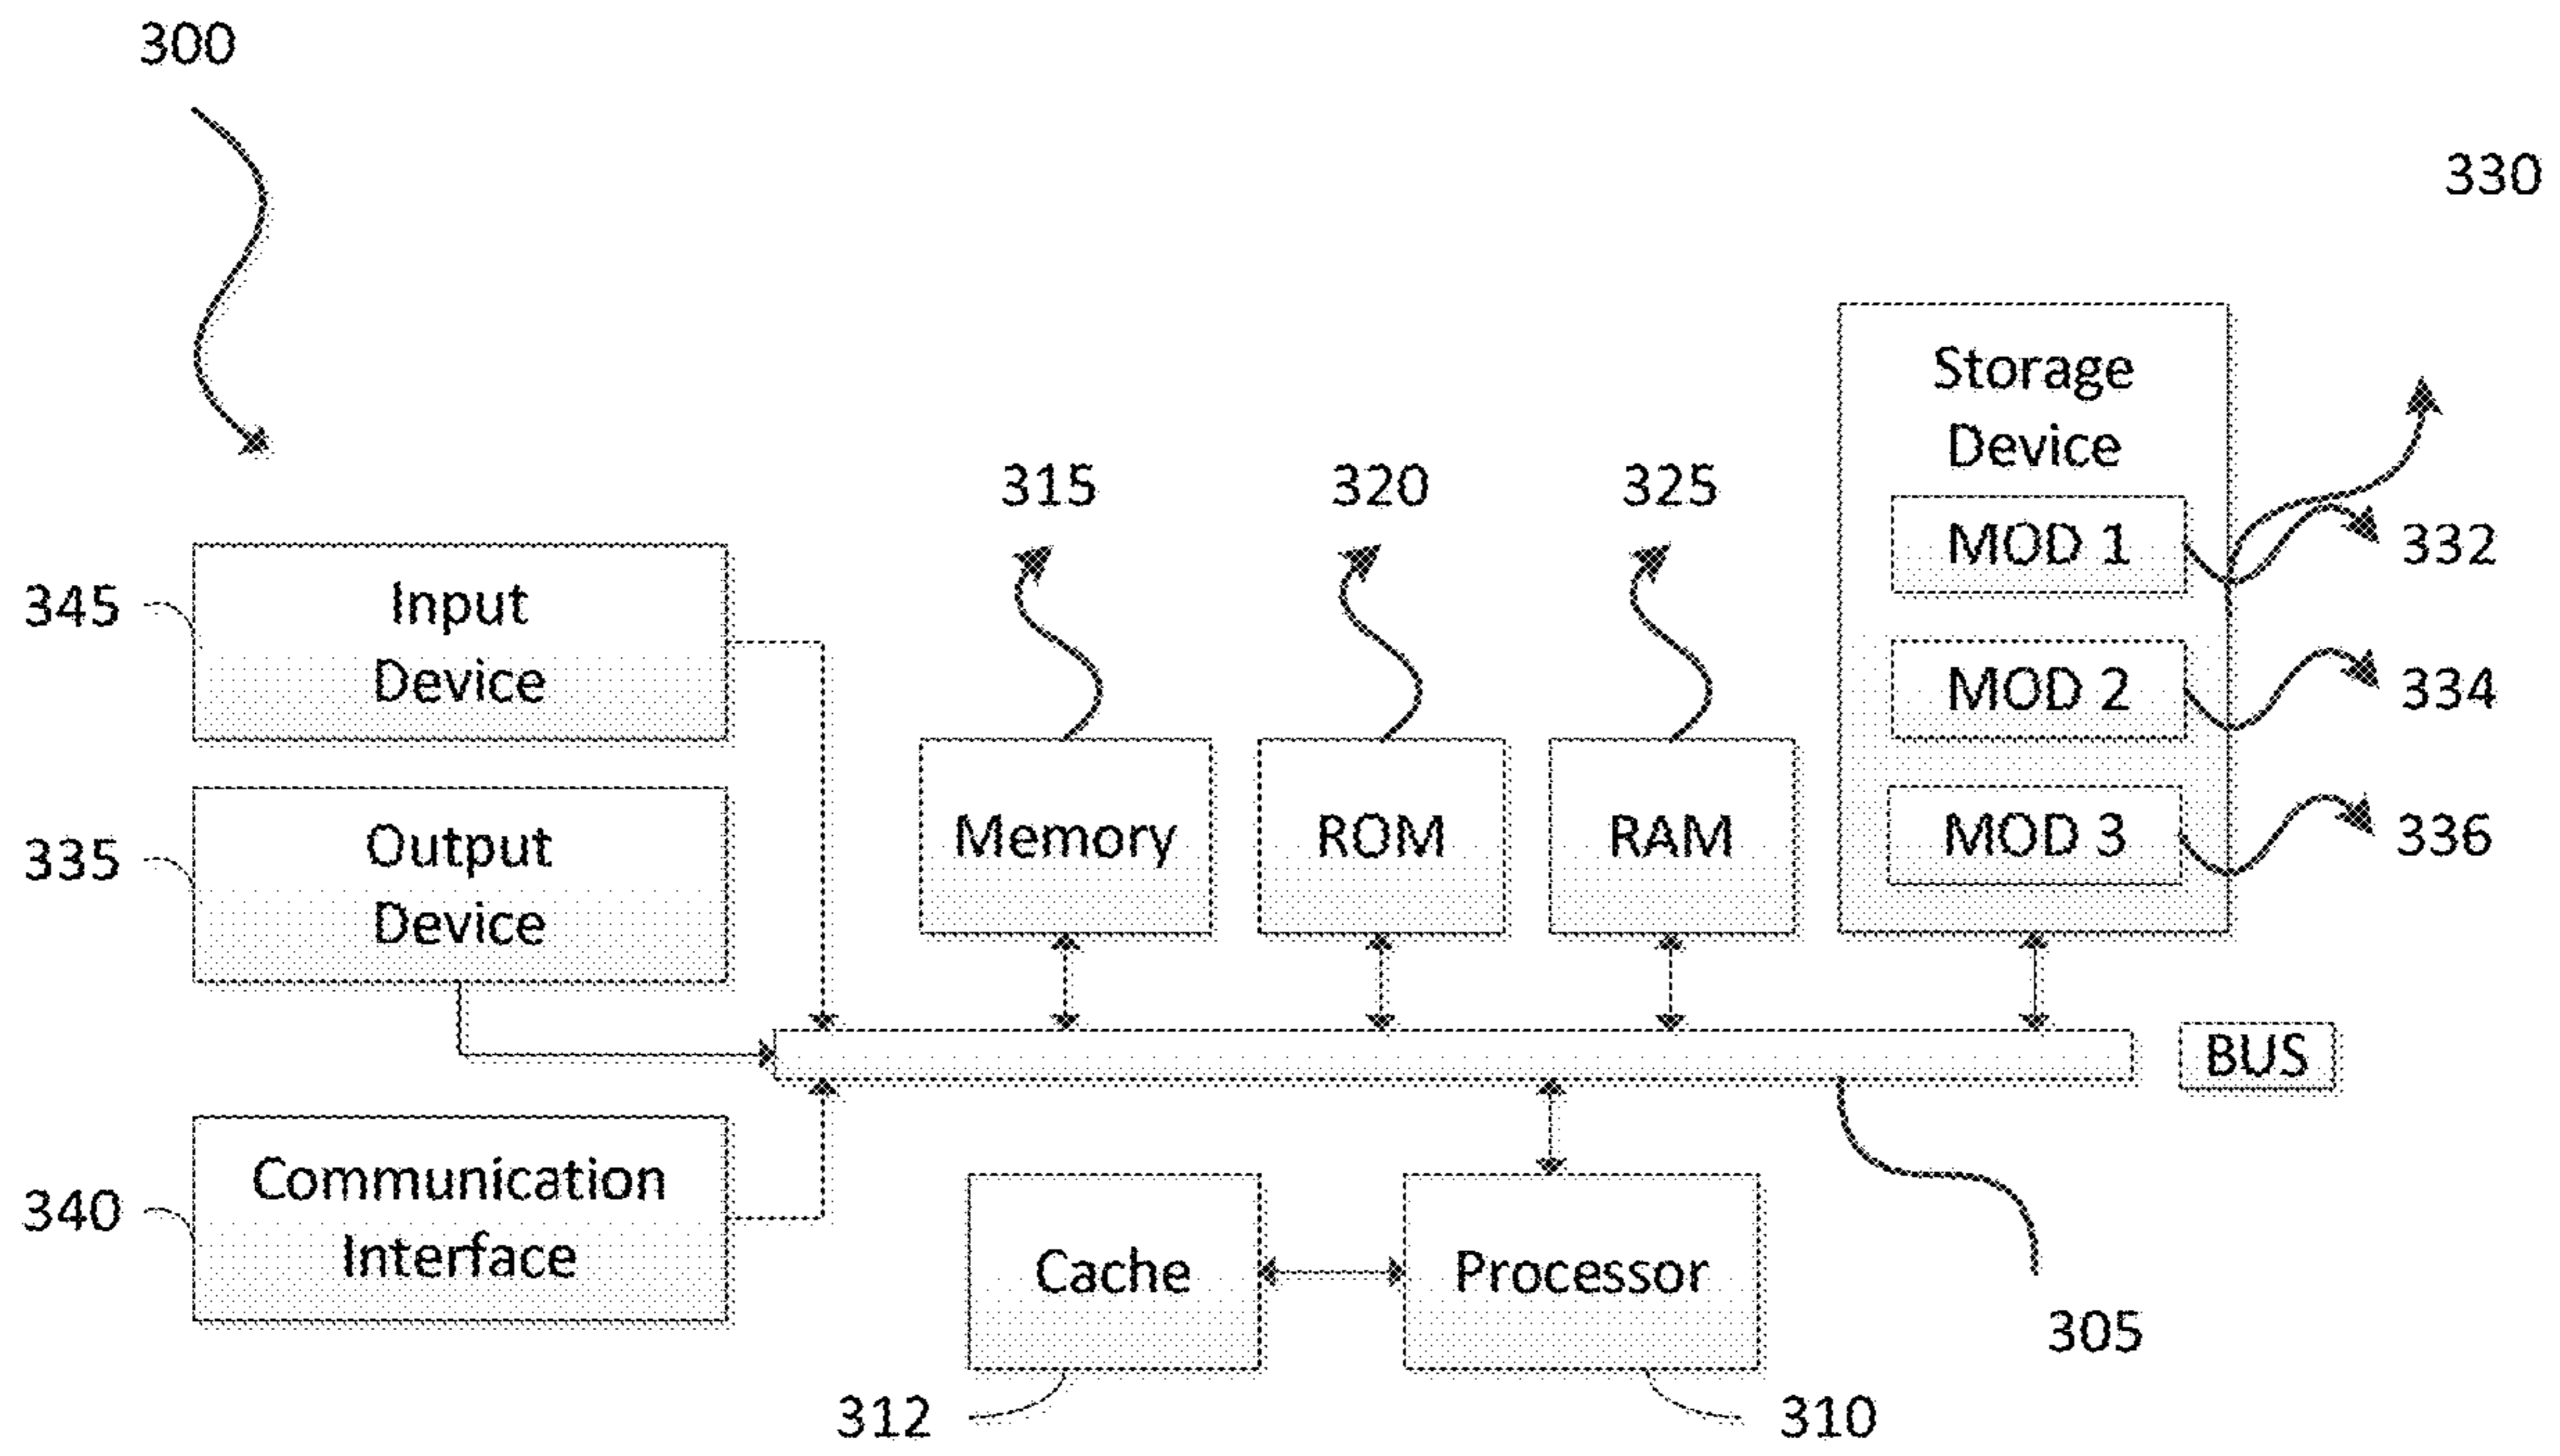 300
330
Storage
Device
315
320
325
MOD 1
332
345
Input
Device
MOD 2
334
335
Output
Device
Memory
ROM
RAM
MOD 3
336
BUS
340
Communication
Interface
Cache
Processor
305
312
310